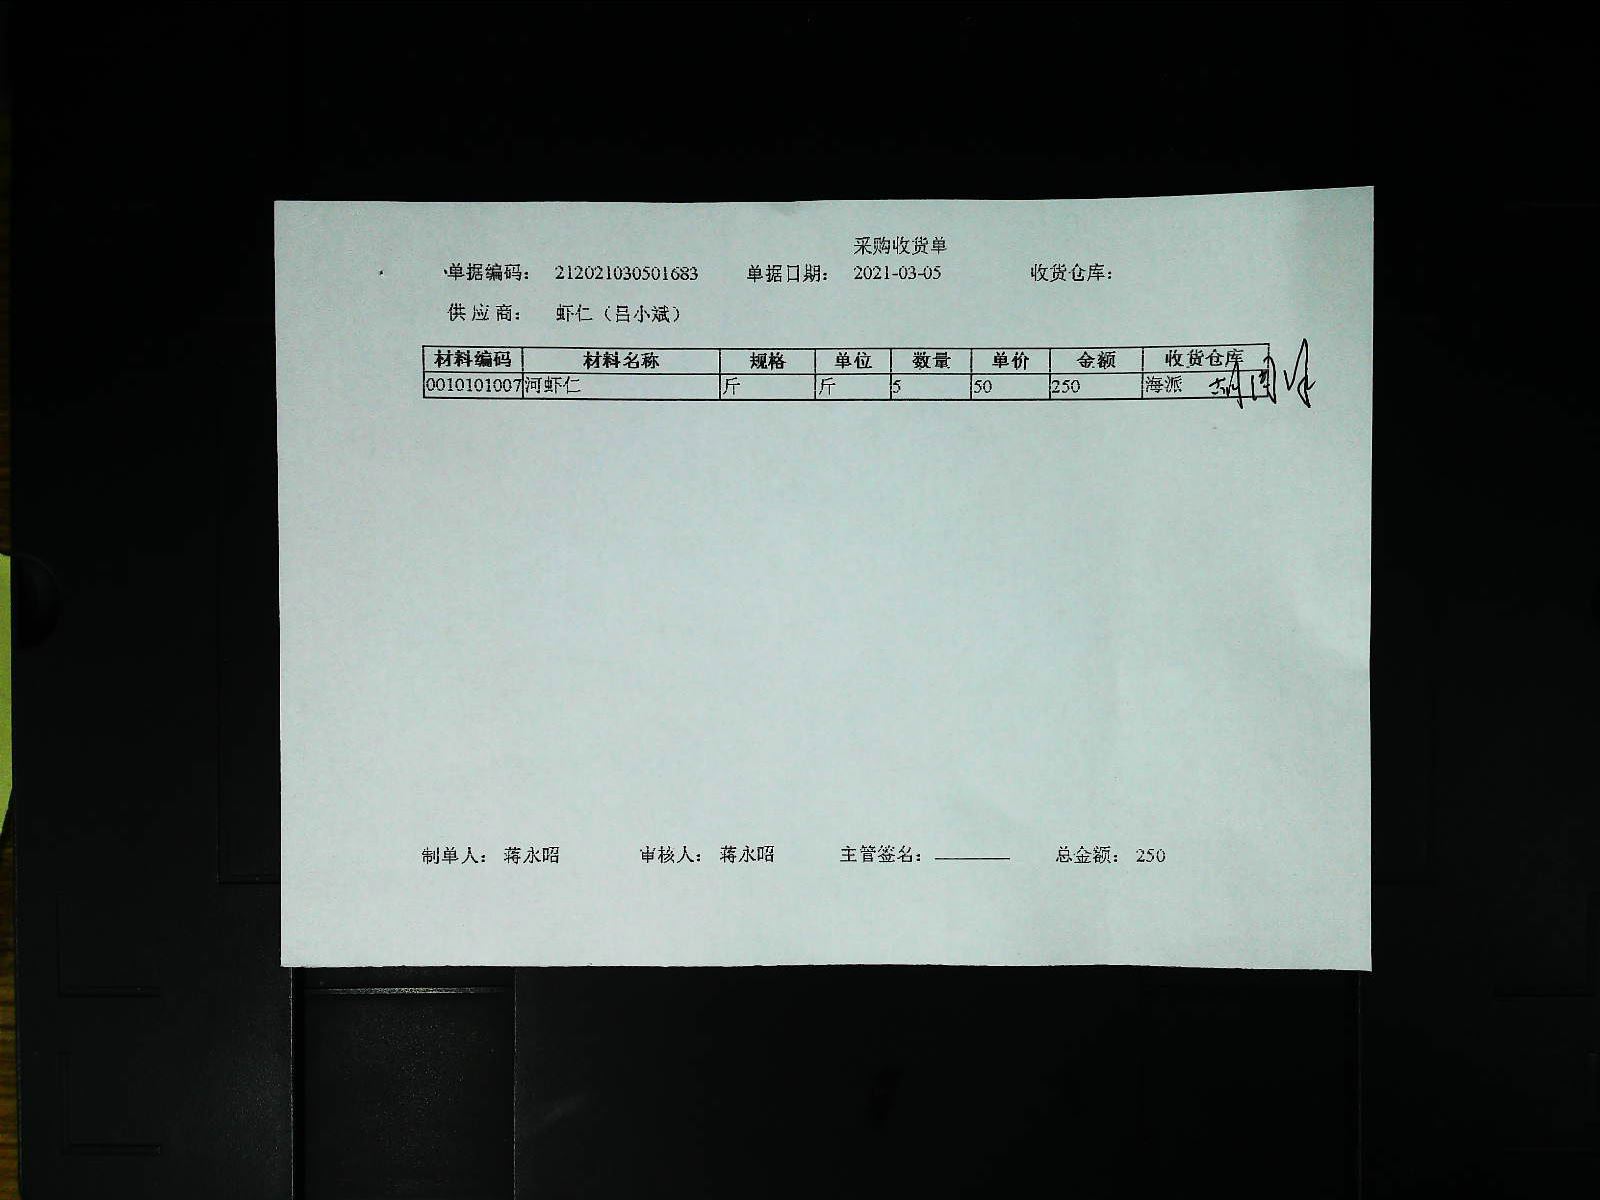 采购收货单
单据编码： 212021030501683 单据日期： 2021-03-05 收货仓库：
供应商： 虾仁（吕小斌）
材料编码 材料名称 规格 单位 数量 单价 金额 收货仓库
0010101007 河虾仁 斤 斤 5 50 250 海派
制单人： 蒋永昭 审核人： 蒋永昭 主管签名： 总金额： 250